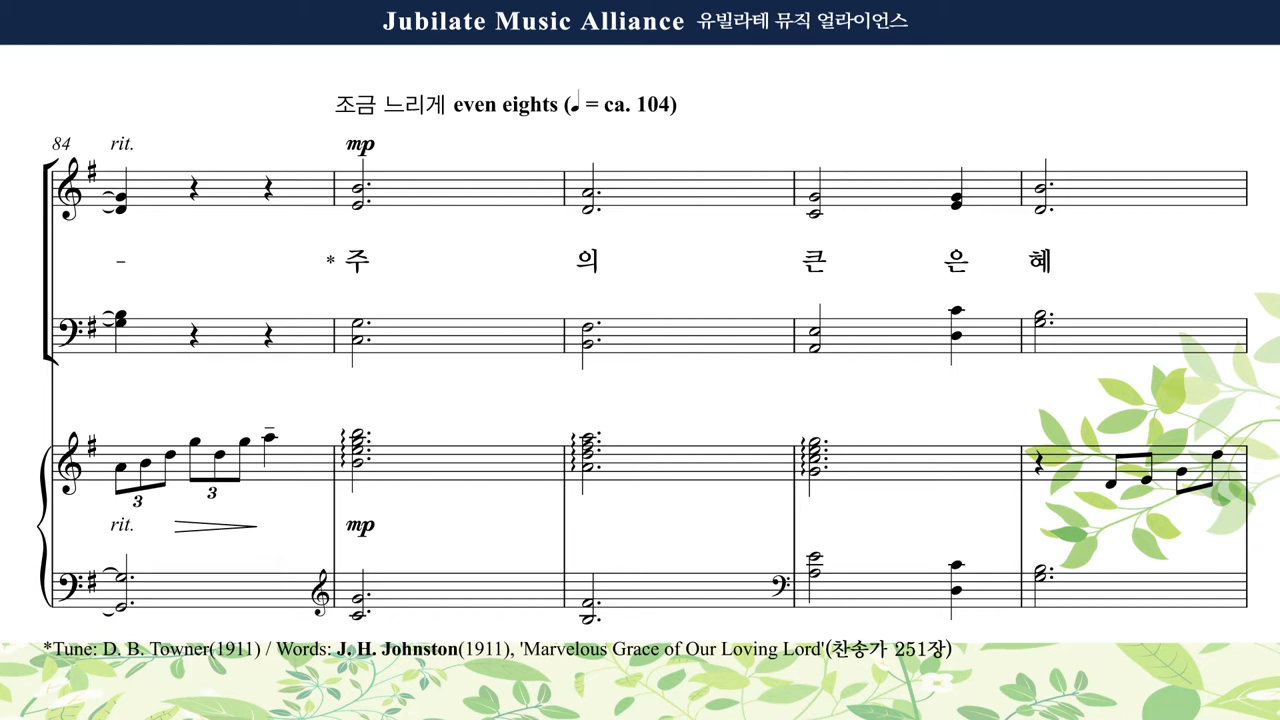 Jubilate Music Alliance 유빌라테 뮤직 얼라이언스
조금 느리게 even eights (♩ = ca. 104)
84 rit. mp
- *주 의 큰 은 혜
3 3
rit. mp
*Tune: D. B. Towner(1911) / Words: J. H. Johnston(1911), 'Marvelous Grace of Our Loving Lord'(찬송가 251장)